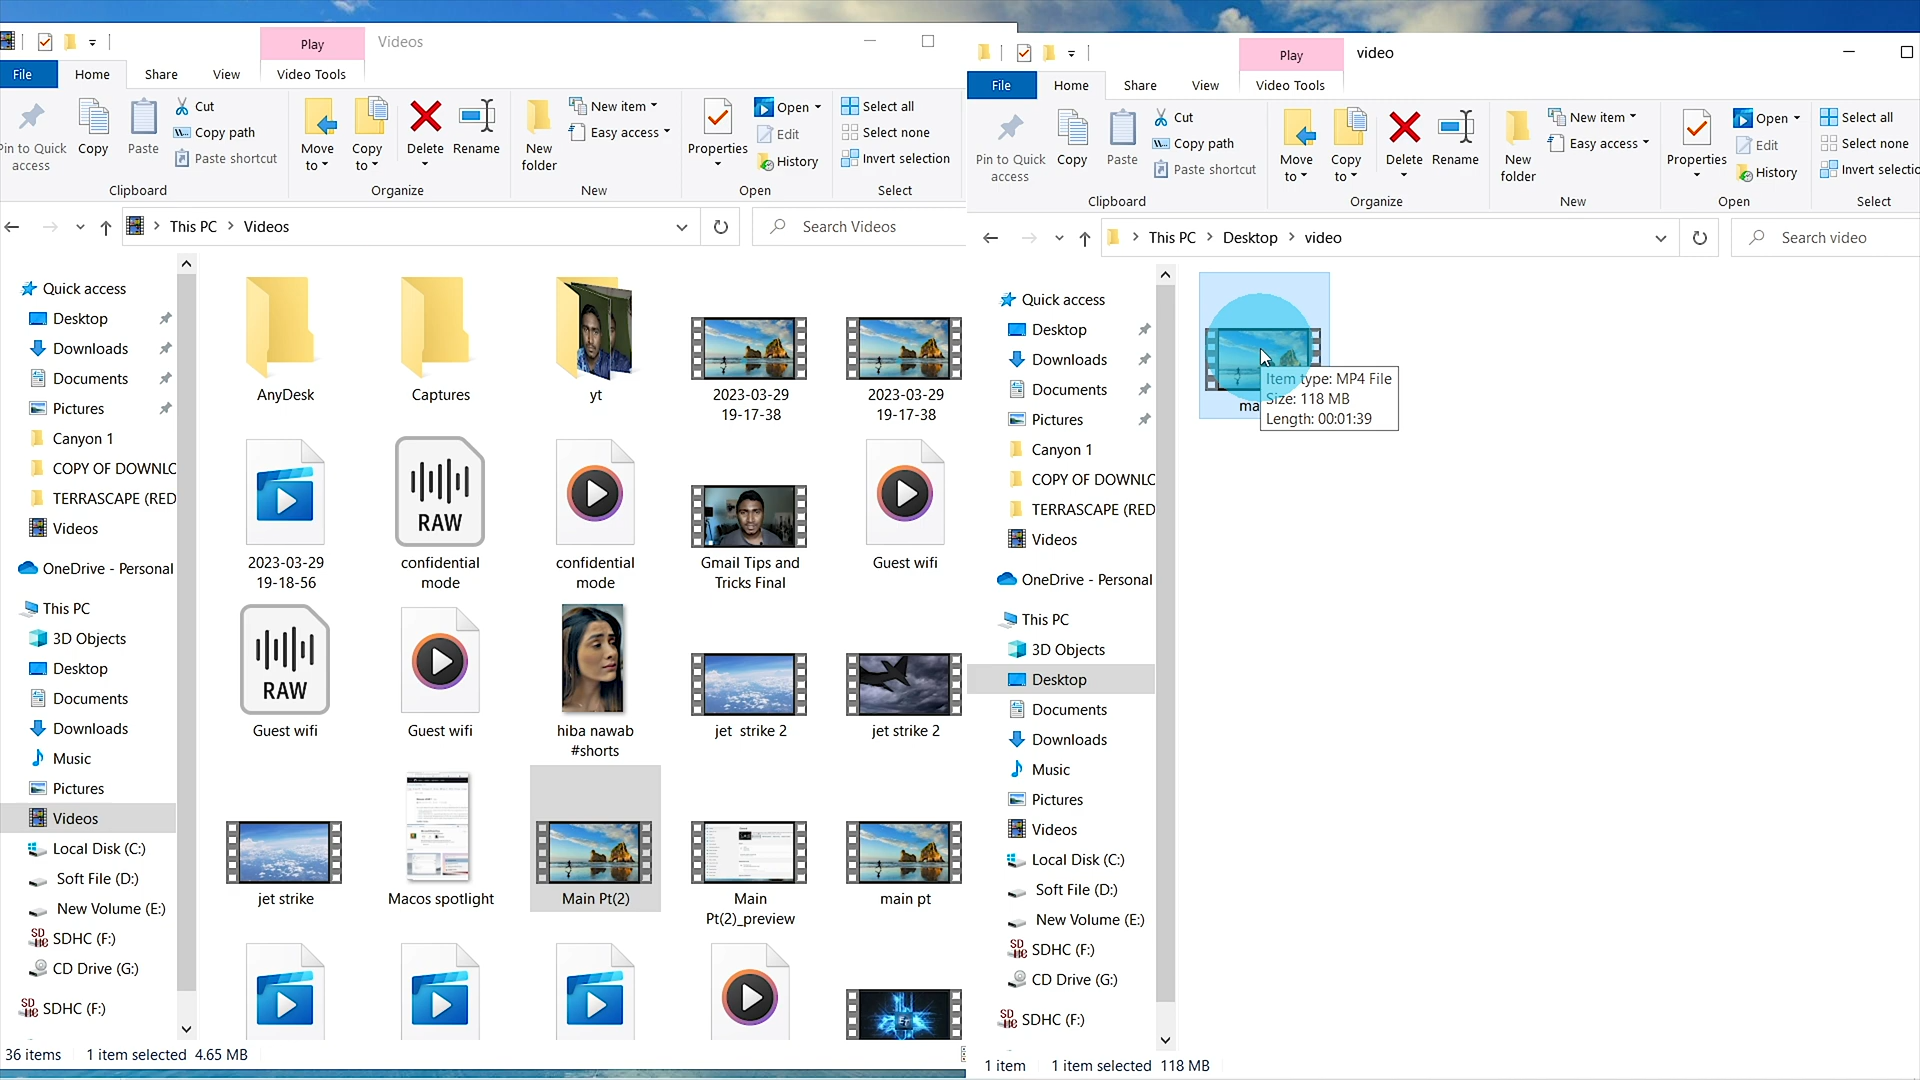 Play
Videos
File
Home
Share
View
Video Tools
Pin to Quick
access
Copy
Paste
Cut
Copy path
Paste shortcut
Clipboard
Move
to
Copy
to
Delete
Rename
Organize
New
folder
New item
Easy access
New
Properties
Open
Edit
History
Open
Select all
Select none
Invert selection
Select
This PC
Videos
Search Videos
Quick access
Desktop
Downloads
Documents
Pictures
Canyon 1
COPY OF DOWNLC
TERRASCAPE (RED
Videos
OneDrive - Personal
This PC
3D Objects
Desktop
Documents
Downloads
Music
Pictures
Videos
Local Disk (C:)
Soft File (D:)
New Volume (E:)
SDHC (F:)
CD Drive (G:)
SDHC (F:)
AnyDesk
Captures
yt
2023-03-29
19-17-38
2023-03-29
19-17-38
2023-03-29
19-18-56
RAW
confidential
mode
confidential
mode
Gmail Tips and
Tricks Final
Guest wifi
RAW
Guest wifi
Guest wifi
hiba nawab
#shorts
jet strike 2
jet strike 2
jet strike
Macos spotlight
Main Pt(2)
Main
Pt(2)_preview
main pt
36 items
1 item selected 4.65 MB
Play
video
File
Home
Share
View
Video Tools
Pin to Quick
access
Copy
Paste
Cut
Copy path
Paste shortcut
Clipboard
Move
to
Copy
to
Delete
Rename
Organize
New
folder
New item
Easy access
New
Properties
Open
Edit
History
Open
Select all
Select none
Invert selectio
Select
This PC
Desktop
video
Search video
Quick access
Desktop
Downloads
Documents
Pictures
Canyon 1
COPY OF DOWNLC
TERRASCAPE (RED
Videos
OneDrive - Personal
This PC
3D Objects
Desktop
Documents
Downloads
Music
Pictures
Videos
Local Disk (C:)
Soft File (D:)
New Volume (E:)
SDHC (F:)
CD Drive (G:)
SDHC (F:)
ma
Item type: MP4 File
Size: 118 MB
Length: 00:01:39
1 item
1 item selected 118 MB